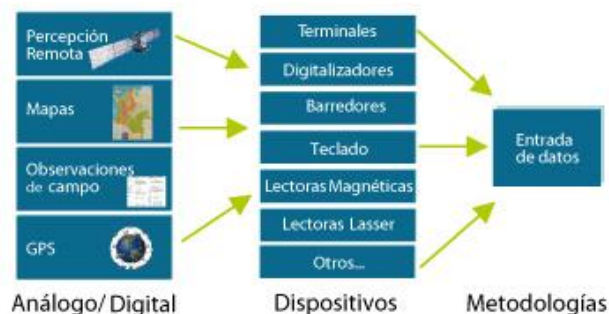 Percepción
Remota
Mapas
Observaciones
de campo
GPS
Análogo/ Digital
Terminales
Digitalizadores
Barredores
Teclado
Lectoras Magnéticas
Lectoras Lasser
Otros...
Dispositivos
Entrada
de datos
Metodologías